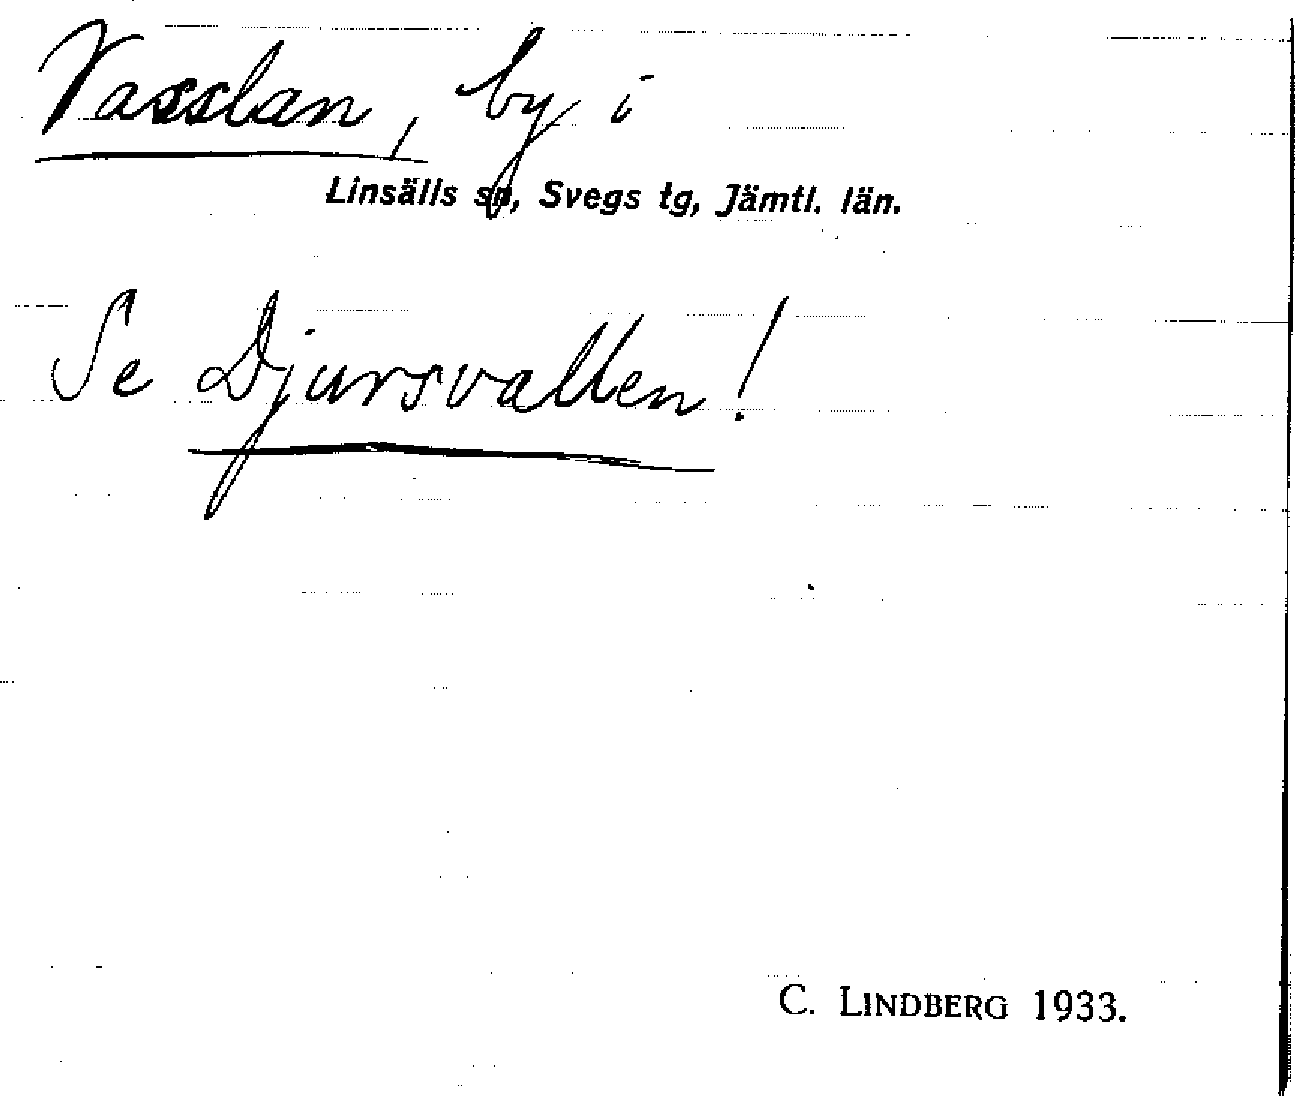 Vasslan, by i
Linsälls sn, Svegs tg, Jämtl. län.
Se Djursvallen!
C. LINDBERG 1933.